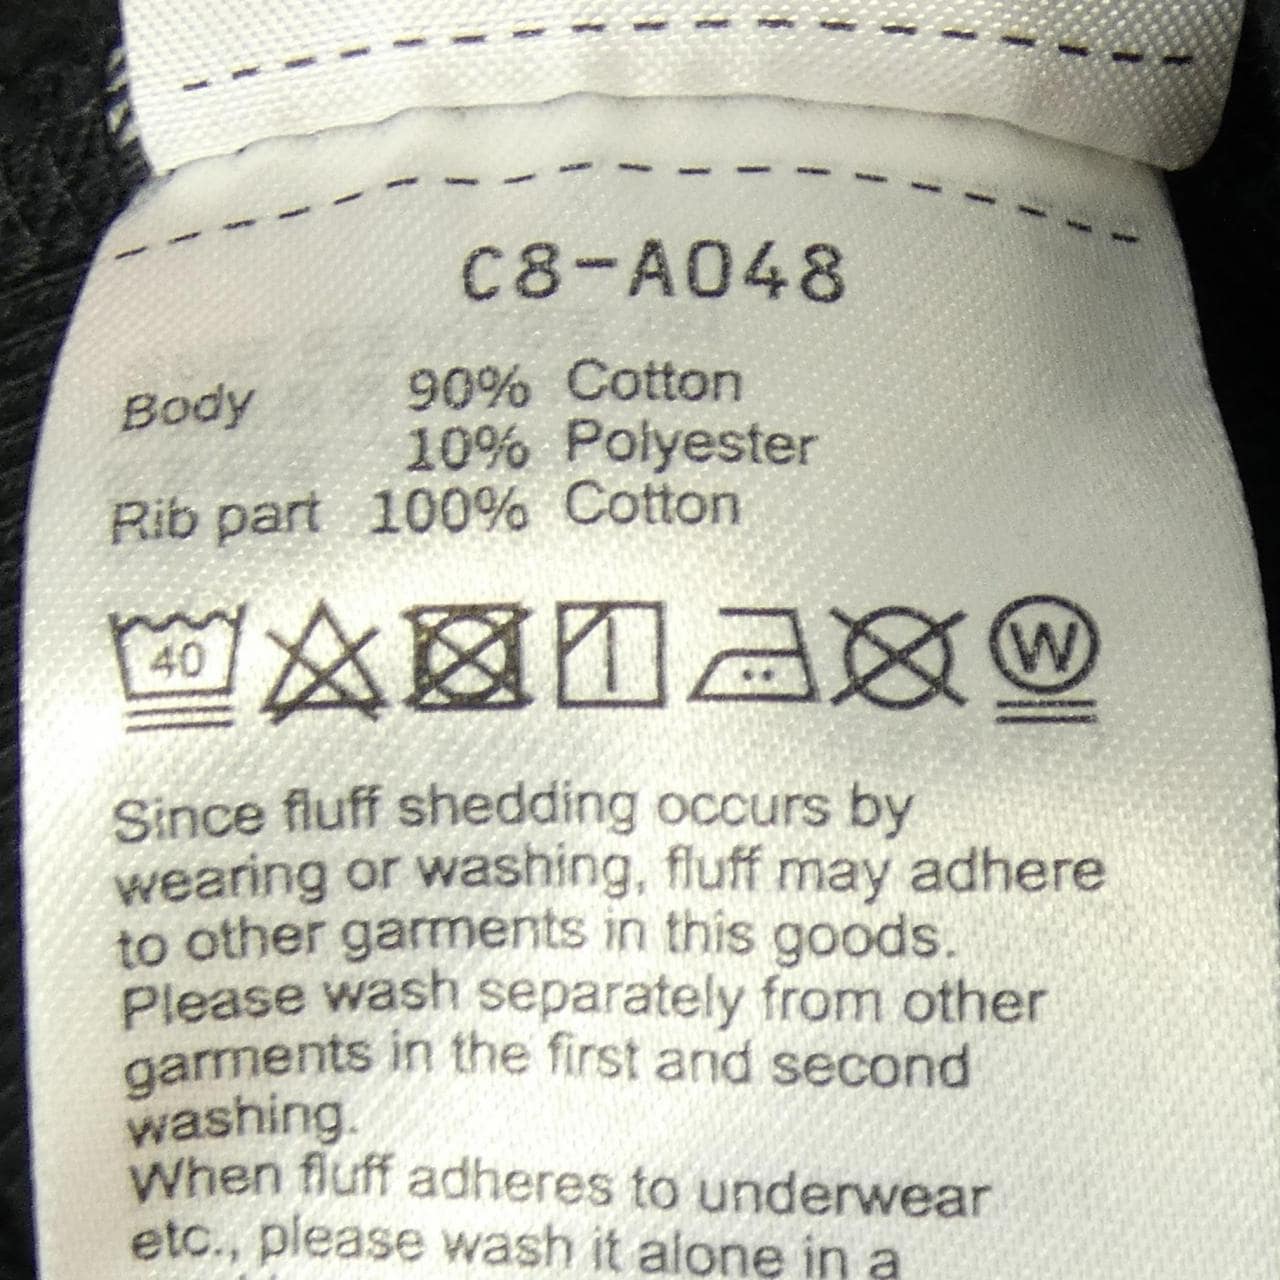 C8-A048
Body 90% Cotton
10% Polyester
Rib part 100% Cotton
40 W
Since fluff shedding occurs by
wearing or washing, fluff may adhere
to other garments in this goods.
Please wash separately from other
garments in the first and second
washing.
When fluff adheres to underwear
etc., please wash it alone in a